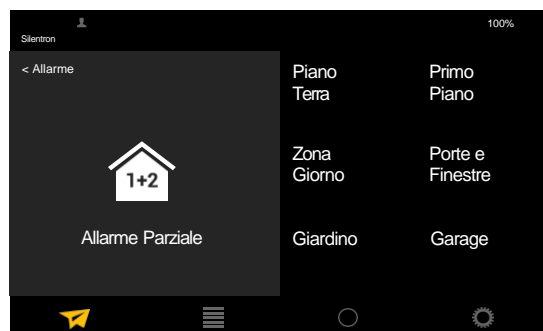 100%
Silentron
< Allarme
1+2
Allarme Parziale
Piano
Terra
Primo
Piano
Zona
Giorno
Porte e
Finestre
Giardino
Garage